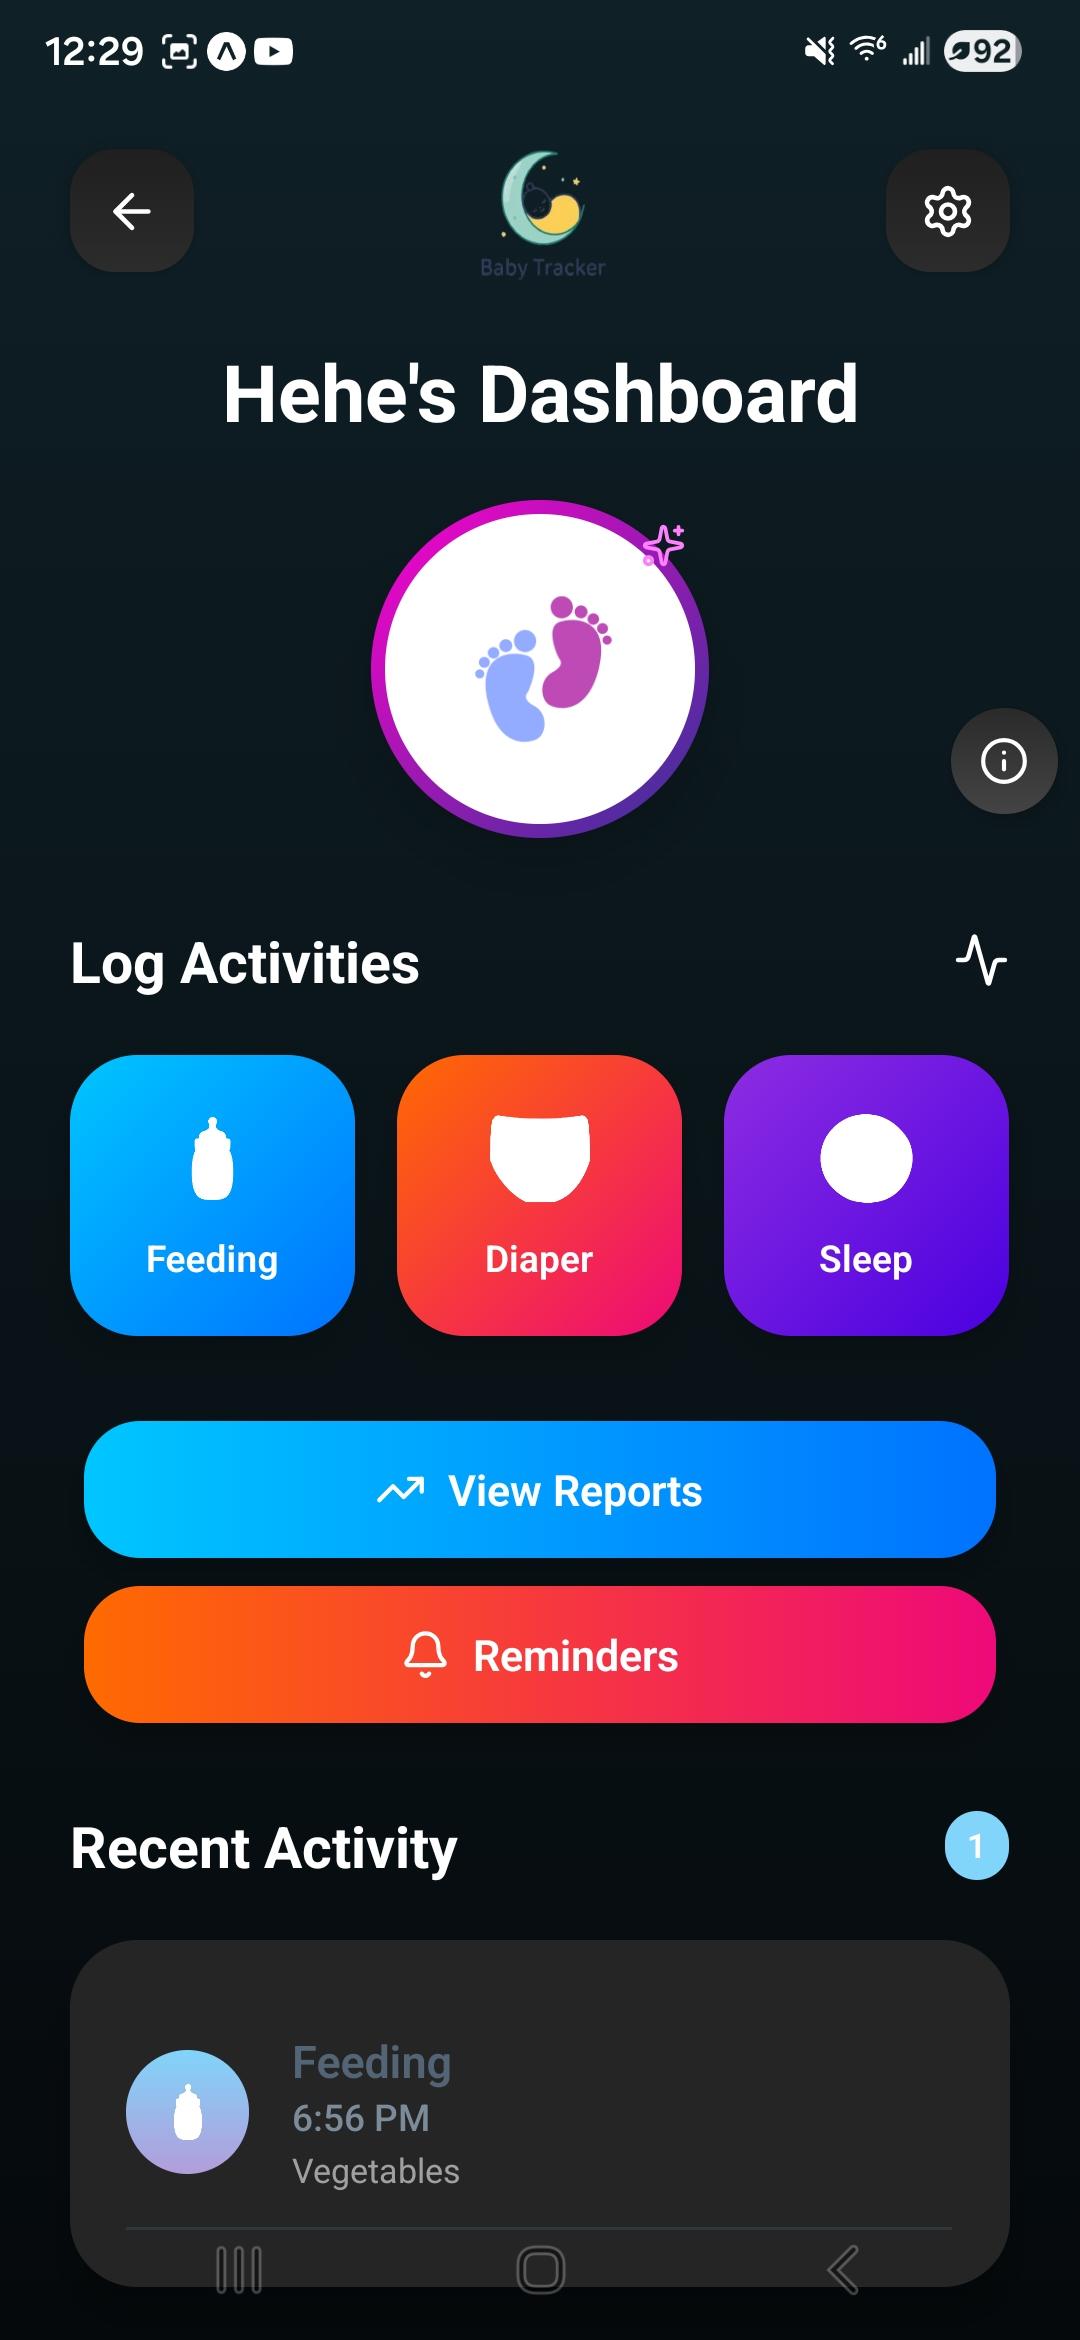 12:29
6
92
Baby Tracker
Hehe's Dashboard
Log Activities
Feeding
Diaper
Sleep
View Reports
Reminders
Recent Activity
1
Feeding
6:56 PM
Vegetables